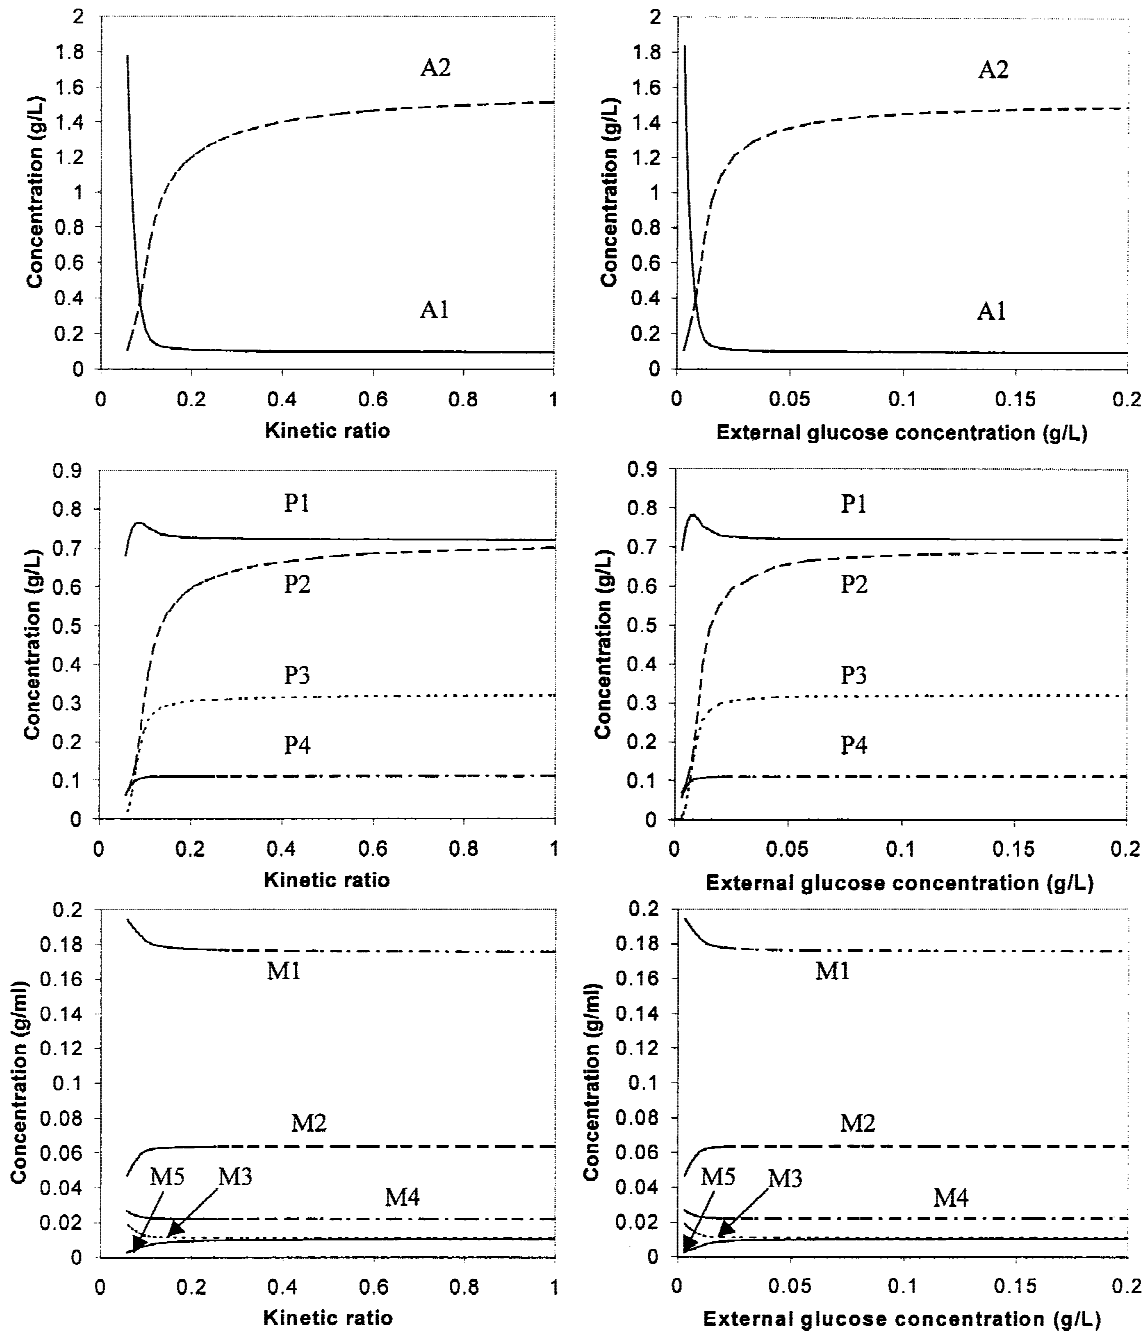 2
1.8
1.6
1.4
1.2
1
0.8
0.6
0.4
0.2
0
Concentration (g/L)
A2
A1
0 0.2 0.4 0.6 0.8 1
Kinetic ratio
2
1.8
1.6
1.4
1.2
1
0.8
0.6
0.4
0.2
0
Concentration (g/L)
A2
A1
0 0.05 0.1 0.15 0.2
External glucose concentration (g/L)
0.9
0.8
0.7
0.6
0.5
0.4
0.3
0.2
0.1
0
Concentration (g/L)
P1
P2
P3
P4
0 0.2 0.4 0.6 0.8 1
Kinetic ratio
0.9
0.8
0.7
0.6
0.5
0.4
0.3
0.2
0.1
0
Concentration (g/L)
P1
P2
P3
P4
0 0.05 0.1 0.15 0.2
External glucose concentration (g/L)
0.2
0.18
0.16
0.14
0.12
0.1
0.08
0.06
0.04
0.02
0
Concentration (g/ml)
M1
M2
M5 M3 M4
0 0.2 0.4 0.6 0.8 1
Kinetic ratio
0.2
0.18
0.16
0.14
0.12
0.1
0.08
0.06
0.04
0.02
0
Concentration (g/ml)
M1
M2
M5 M3 M4
0 0.05 0.1 0.15 0.2
External glucose concentration (g/L)